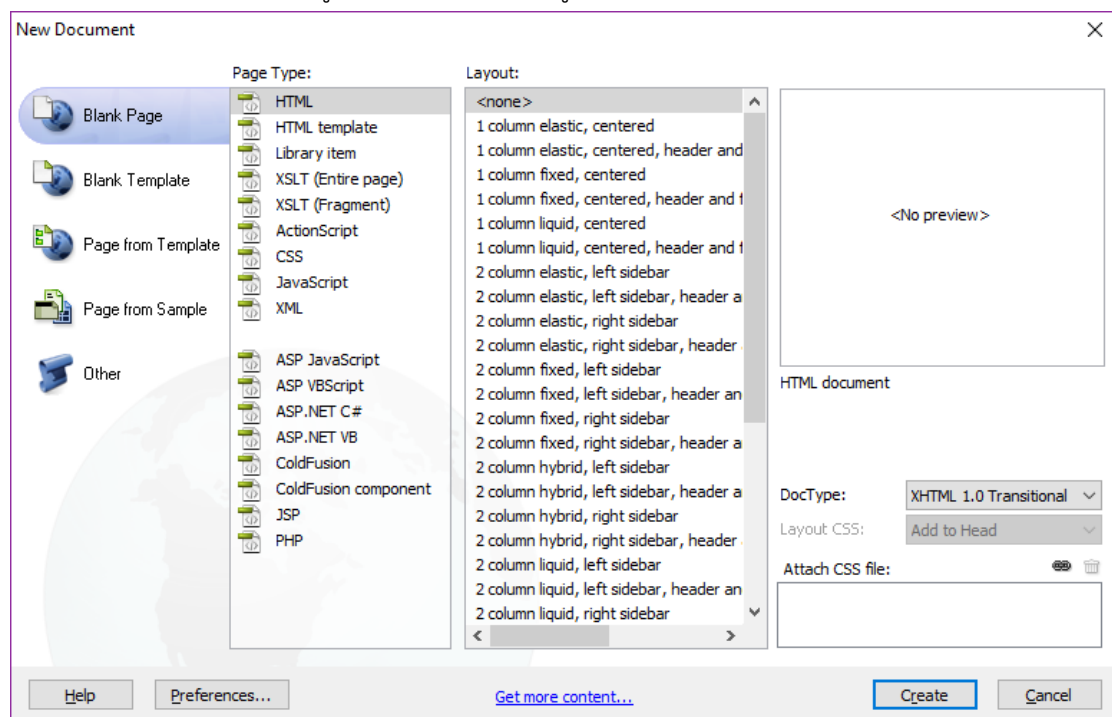 New Document
Page Type:
Layout:
Blank Page
Blank Template
Page from Template
Page from Sample
Other
HTML
HTML template
Library item
XSLT (Entire page)
XSLT (Fragment)
ActionScript
CSS
JavaScript
XML
ASP JavaScript
ASP VBScript
ASP.NET C#
ASP.NET VB
ColdFusion
ColdFusion component
JSP
PHP
<none>
1 column elastic, centered
1 column elastic, centered, header and
1 column fixed, centered
1 column fixed, centered, header and f
1 column liquid, centered
1 column liquid, centered, header and f
2 column elastic, left sidebar
2 column elastic, left sidebar, header a
2 column elastic, right sidebar
2 column elastic, right sidebar, header
2 column fixed, left sidebar
2 column fixed, left sidebar, header an
2 column fixed, right sidebar
2 column fixed, right sidebar, header a
2 column hybrid, left sidebar
2 column hybrid, left sidebar, header a
2 column hybrid, right sidebar
2 column hybrid, right sidebar, header
2 column liquid, left sidebar
2 column liquid, left sidebar, header an
2 column liquid, right sidebar
<No preview>
HTML document
DocType: XHTML 1.0 Transitional
Layout CSS: Add to Head
Attach CSS file:
Help Preferences... Get more content... Create Cancel